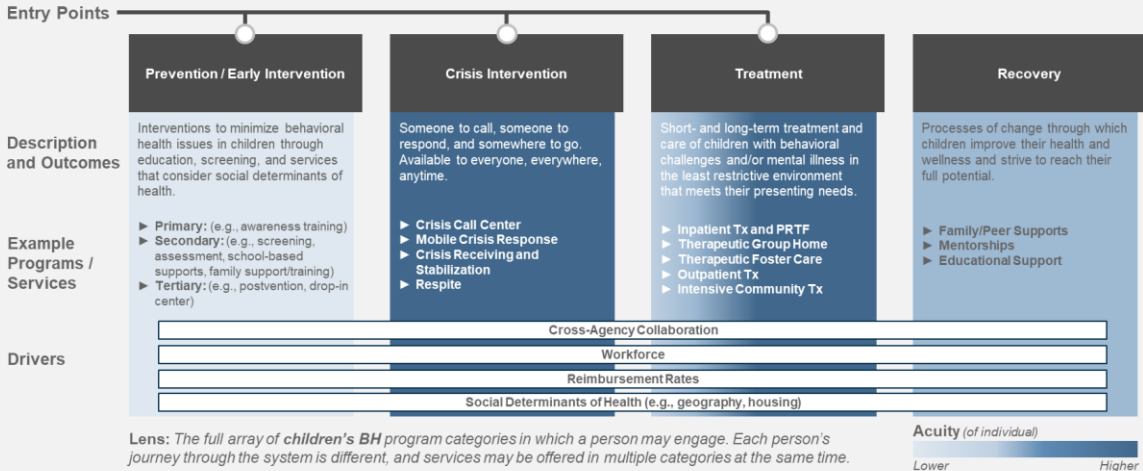 Entry Points
Prevention / Early Intervention
Crisis Intervention
Treatment
Recovery
Description
and Outcomes
Interventions to minimize behavioral
health issues in children through
education, screening, and services
that consider social determinants of
health.
Someone to call, someone to
respond, and somewhere to go.
Available to everyone, everywhere,
anytime.
Short- and long-term treatment and
care of children with behavioral
challenges and/or mental illness in
the least restrictive environment
that meets their presenting needs.
Processes of change through which
children improve their health and
wellness and strive to reach their
full potential.
Example
Programs /
Services
► Primary: (e.g., awareness training)
► Secondary: (e.g., screening,
assessment, school-based
supports, family support/training)
► Tertiary: (e.g., postvention, drop-in
center)
► Crisis Call Center
► Mobile Crisis Response
► Crisis Receiving and
Stabilization
► Respite
► Inpatient Tx and PRTF
► Therapeutic Group Home
► Therapeutic Foster Care
► Outpatient Tx
► Intensive Community Tx
► Family/Peer Supports
► Mentorships
► Educational Support
Drivers
Cross-Agency Collaboration
Workforce
Reimbursement Rates
Social Determinants of Health (e.g., geography, housing)
Lens: The full array of children's BH program categories in which a person may engage. Each person's
journey through the system is different, and services may be offered in multiple categories at the same time.
Acuity (of individual)
Lower Higher